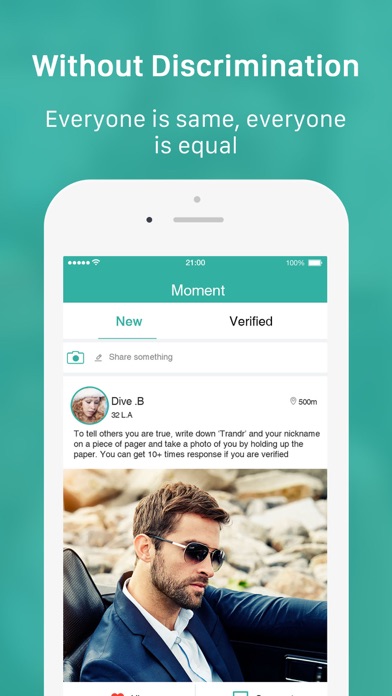 Without Discrimination
Everyone is same, everyone
is equal
21:00
100%
Moment
New Verified
Share something
Dive .B
500m
32 L.A
To tell others you are true, write down 'Trandr' and your nickname
on a piece of pager and take a photo of you by holding up the
paper. You can get 10+ times response if you are verified